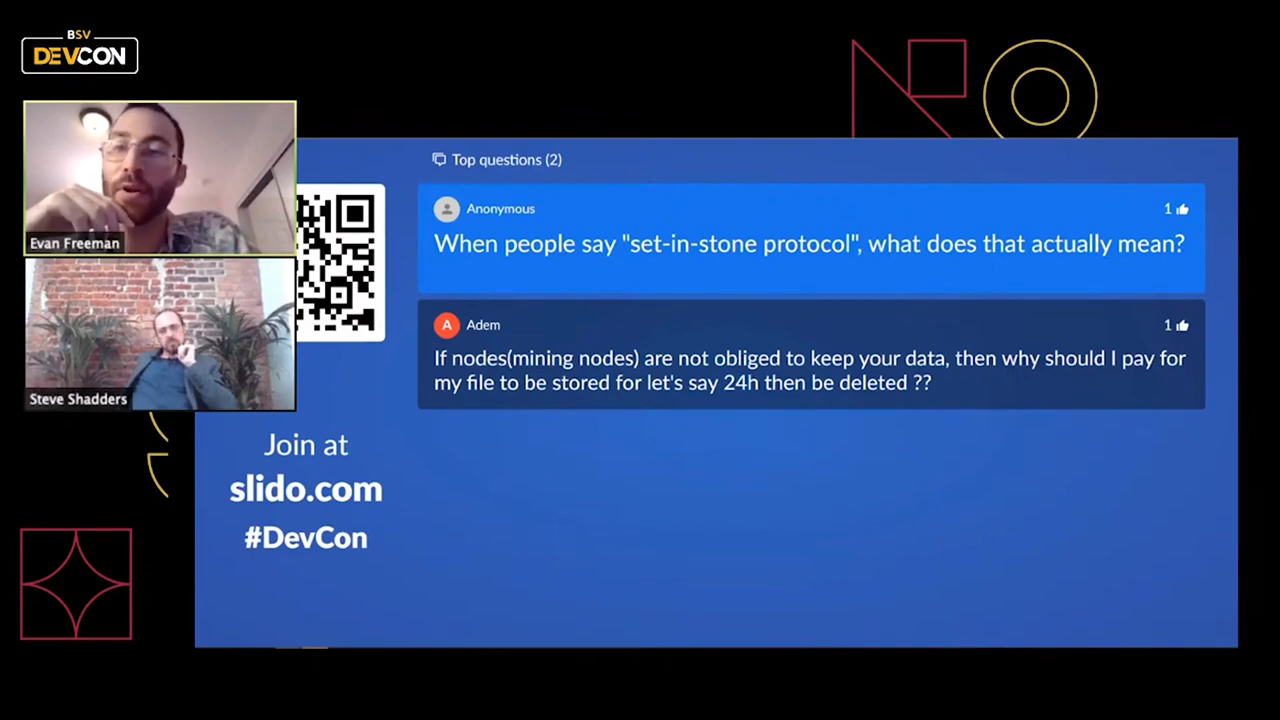 BSV
DEVCON
Evan Freeman
Steve Shadders
Top questions (2)
Anonymous
1
When people say "set-in-stone protocol", what does that actually mean?
A
Adem
1
If nodes(mining nodes) are not obliged to keep your data, then why should I pay for
my file to be stored for let's say 24h then be deleted ??
Join at
slido.com
#DevCon